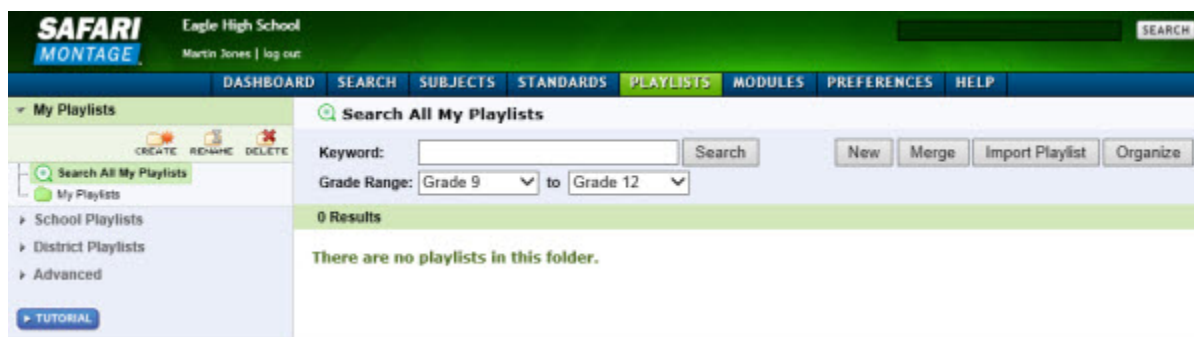 SAFARI
MONTAGE
Eagle High School
Martin Jones | log out
SEARCH
DASHBOARD SEARCH SUBJECTS STANDARDS PLAYLISTS MODULES PREFERENCES HELP
My Playlists
CREATE RENAME DELETE
Search All My Playlists
My Playlists
School Playlists
District Playlists
Advanced
TUTORIAL
Search All My Playlists
Keyword: Search New Merge Import Playlist Organize
Grade Range: Grade 9 to Grade 12
0 Results
There are no playlists in this folder.